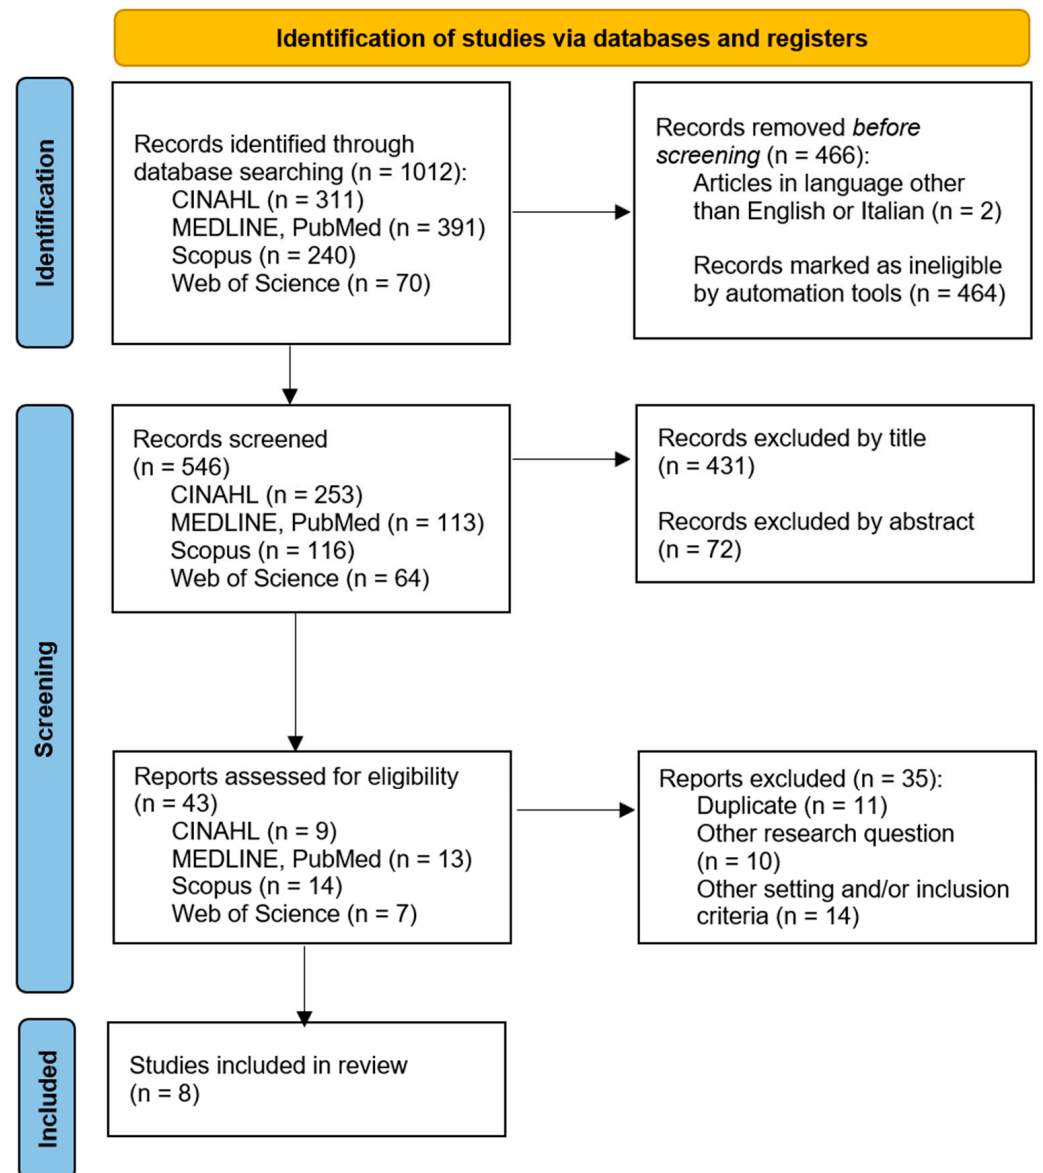 Identification of studies via databases and registers
Identification
Records identified through
database searching (n = 1012):
CINAHL (n = 311)
MEDLINE, PubMed (n = 391)
Scopus (n = 240)
Web of Science (n = 70)
Records removed before
screening (n = 466):
Articles in language other
than English or Italian (n = 2)
Records marked as ineligible
by automation tools (n = 464)
Screening
Records screened
(n = 546)
CINAHL (n = 253)
MEDLINE, PubMed (n = 113)
Scopus (n = 116)
Web of Science (n = 64)
Records excluded by title
(n = 431)
Records excluded by abstract
(n = 72)
Reports assessed for eligibility
(n = 43)
CINAHL (n = 9)
MEDLINE, PubMed (n = 13)
Scopus (n = 14)
Web of Science (n = 7)
Reports excluded (n = 35):
Duplicate (n = 11)
Other research question
(n = 10)
Other setting and/or inclusion
criteria (n = 14)
Included
Studies included in review
(n = 8)